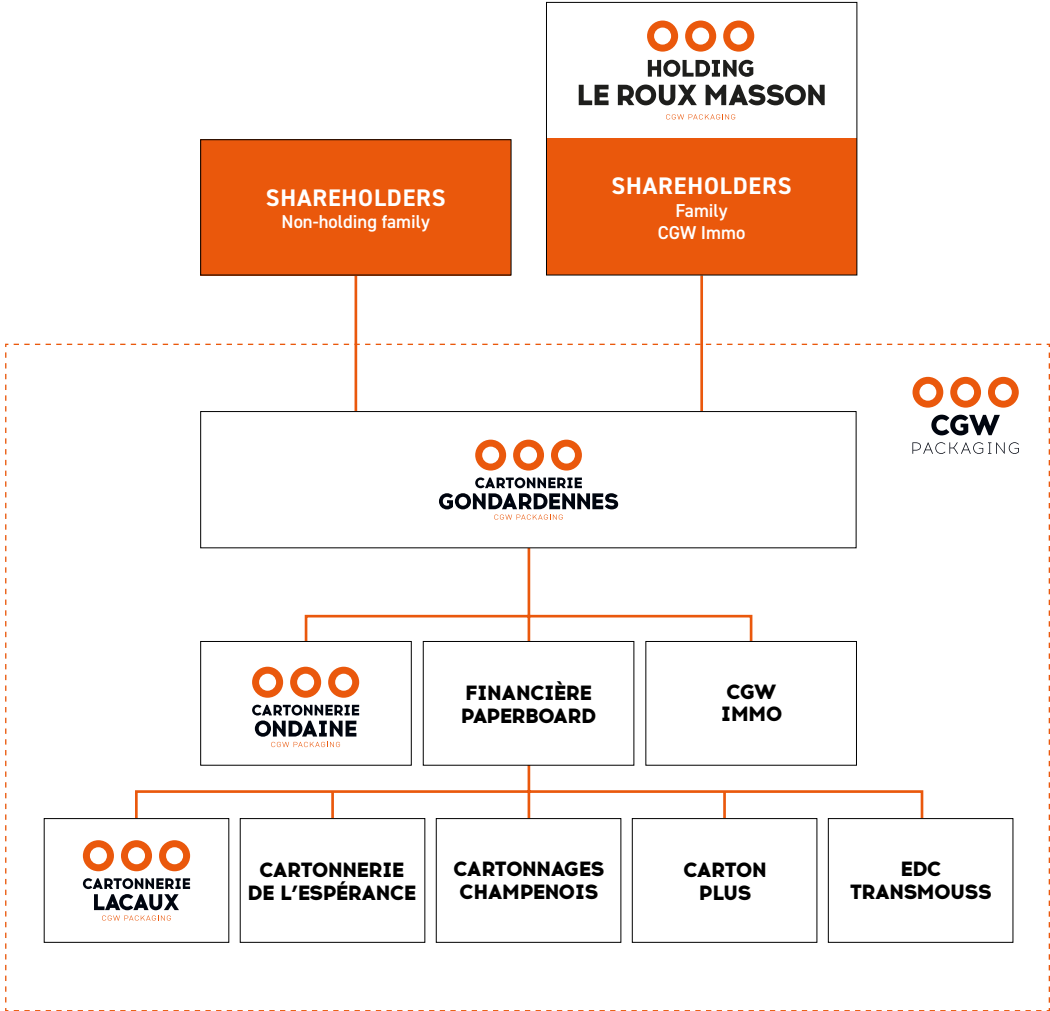 HOLDING
LE ROUX MASSON
CGW PACKAGING
SHAREHOLDERS
Non-holding family
SHAREHOLDERS
Family
CGW Immo
CGW
PACKAGING
CARTONNERIE
GONDARDENNES
CGW PACKAGING
CARTONNERIE
ONDAINE
CGW PACKAGING
FINANCIÈRE
PAPERBOARD
CGW
IMMO
CARTONNERIE
LACAUX
CGW PACKAGING
CARTONNERIE
DE L'ESPÉRANCE
CARTONNAGES
CHAMPENOIS
CARTON
PLUS
EDC
TRANSMOUSS